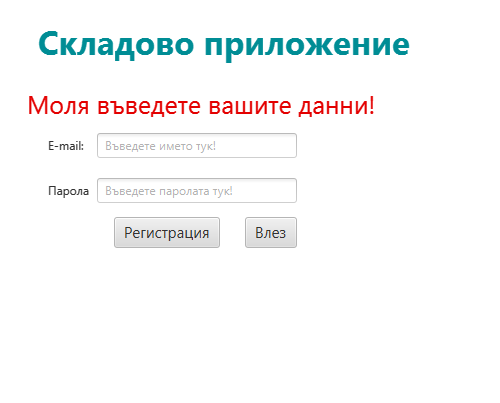 Складово приложение
Моля въведете вашите данни!
E-mail: Въведете името тук!
Парола Въведете паролата тук!
Регистрация Влез